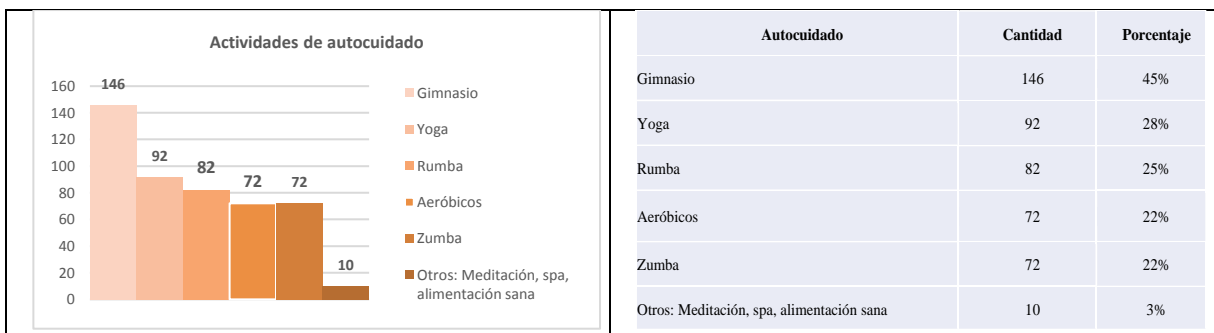 Actividades de autocuidado
160
140
120
100
80
60
40
20
0
146
92
82
72
72
10
Gimnasio
Yoga
Rumba
Aeróbicos
Zumba
Otros: Meditación, spa,
alimentación sana
Autocuidado Cantidad Porcentaje
Gimnasio 146 45%
Yoga 92 28%
Rumba 82 25%
Aeróbicos 72 22%
Zumba 72 22%
Otros: Meditación, spa, alimentación sana 10 3%